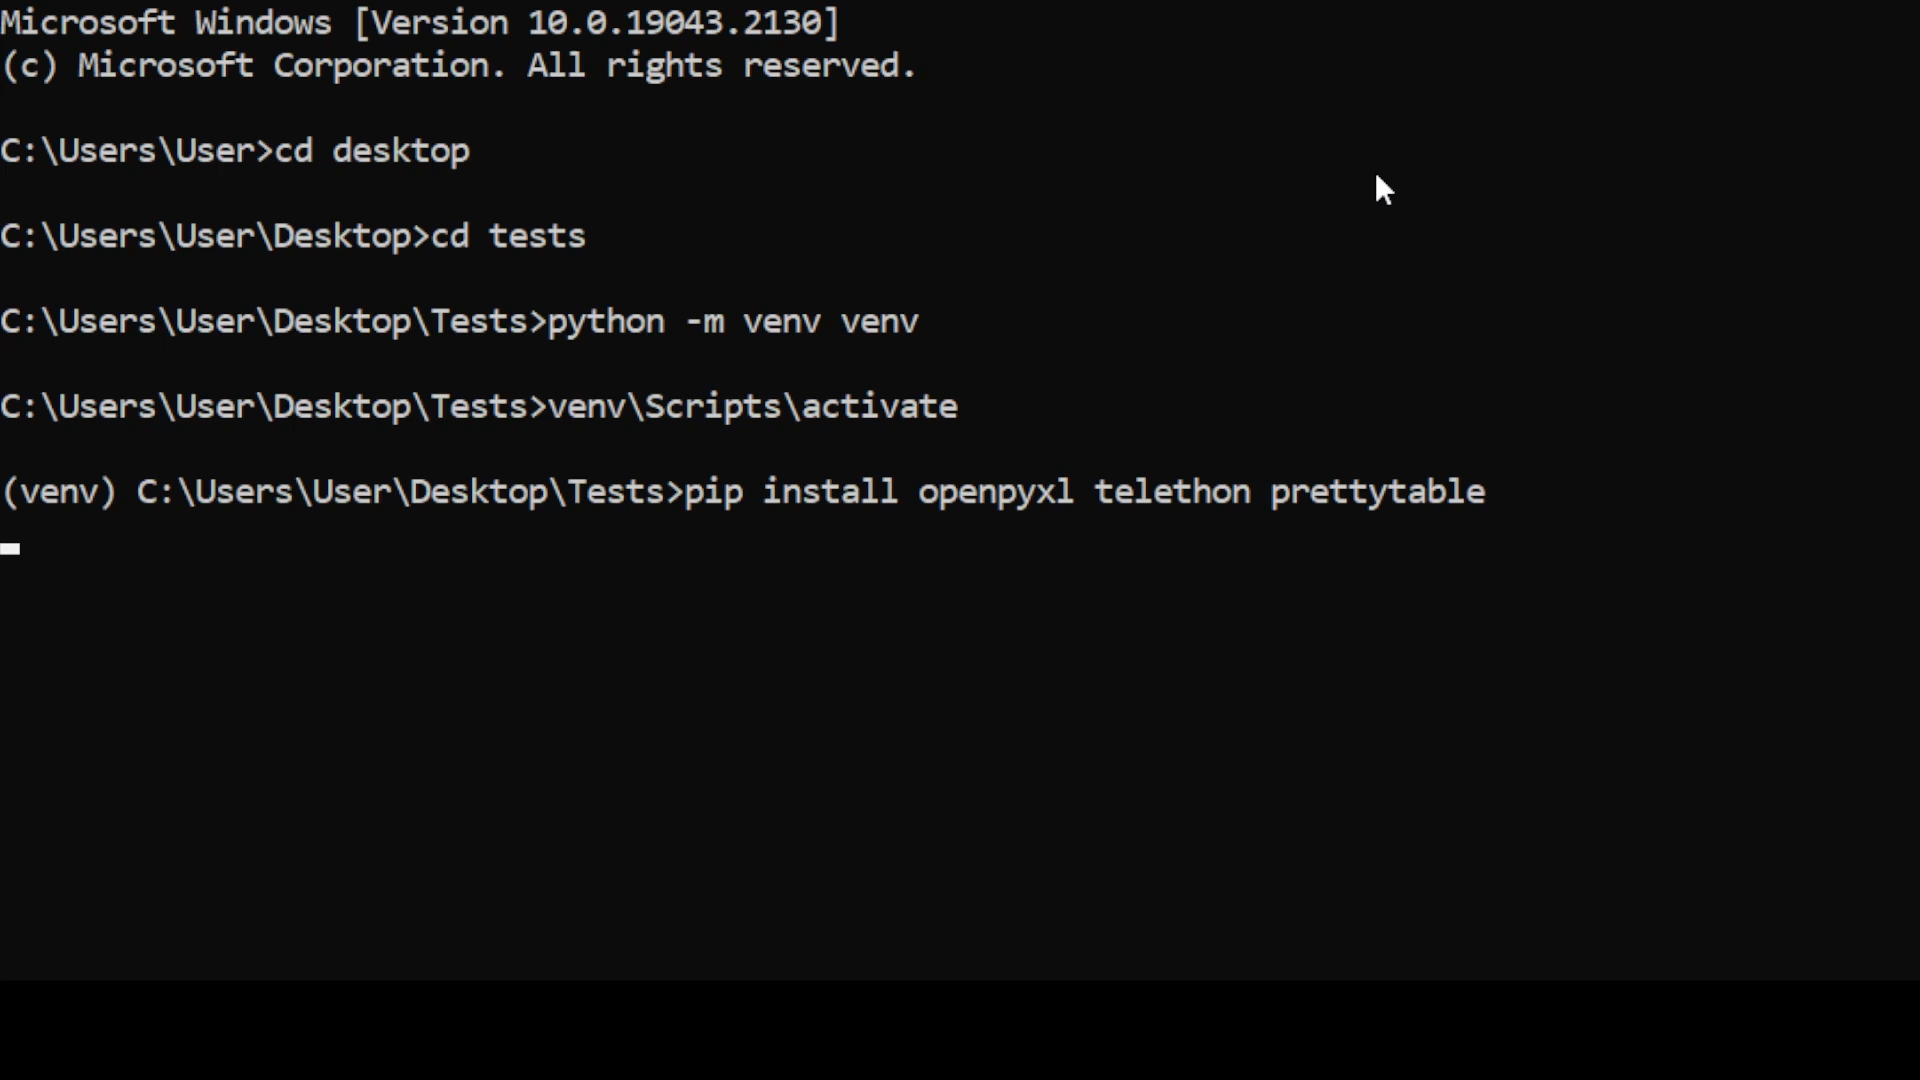 Microsoft Windows [Version 10.0.19043.2130]
(c) Microsoft Corporation. All rights reserved.
C:\Users\User>cd desktop
C:\Users\User\Desktop>cd tests
C:\Users\User\Desktop\Tests>python -m venv venv
C:\Users\User\Desktop\Tests>venv\Scripts\activate
(venv) C:\Users\User\Desktop\Tests>pip install openpyxl telethon prettytable